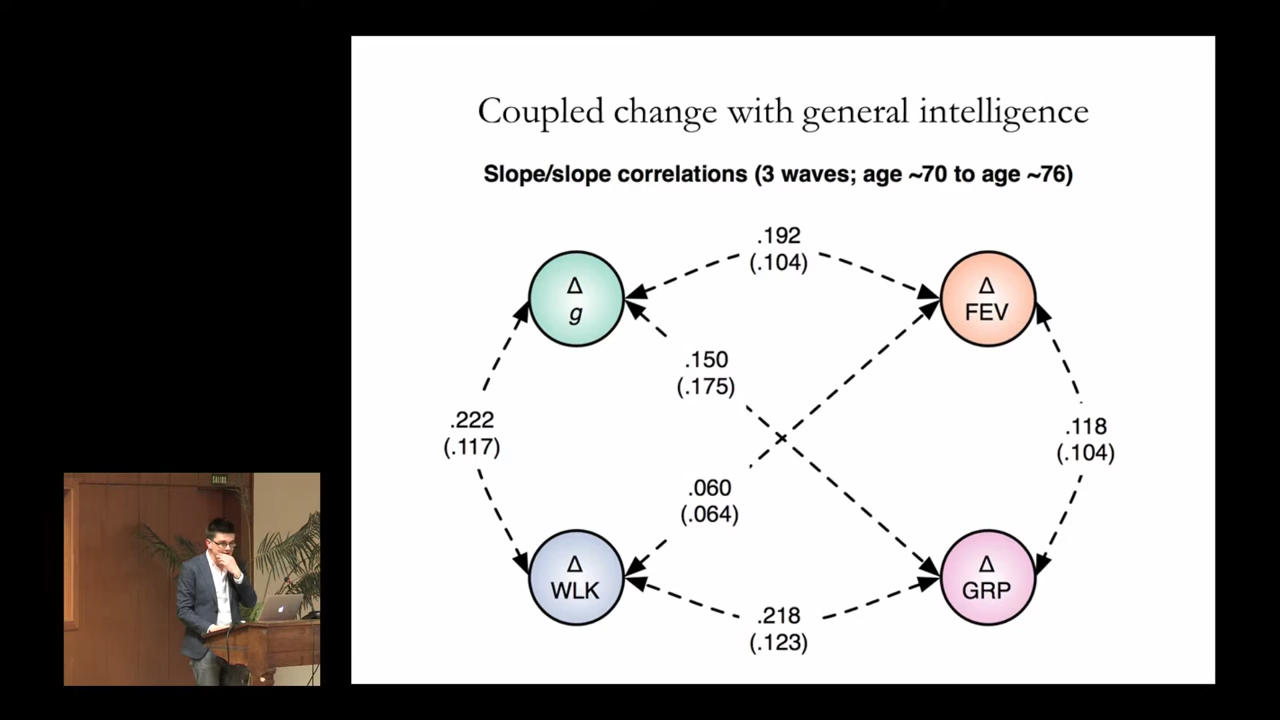 Coupled change with general intelligence
Slope/slope correlations (3 waves; age ~70 to age ~76)
.192
(.104)
Δ
g
Δ
FEV
.150
(.175)
.222
(.117)
.118
(.104)
.060
(.064)
Δ
WLK
Δ
GRP
.218
(.123)
SALIDA